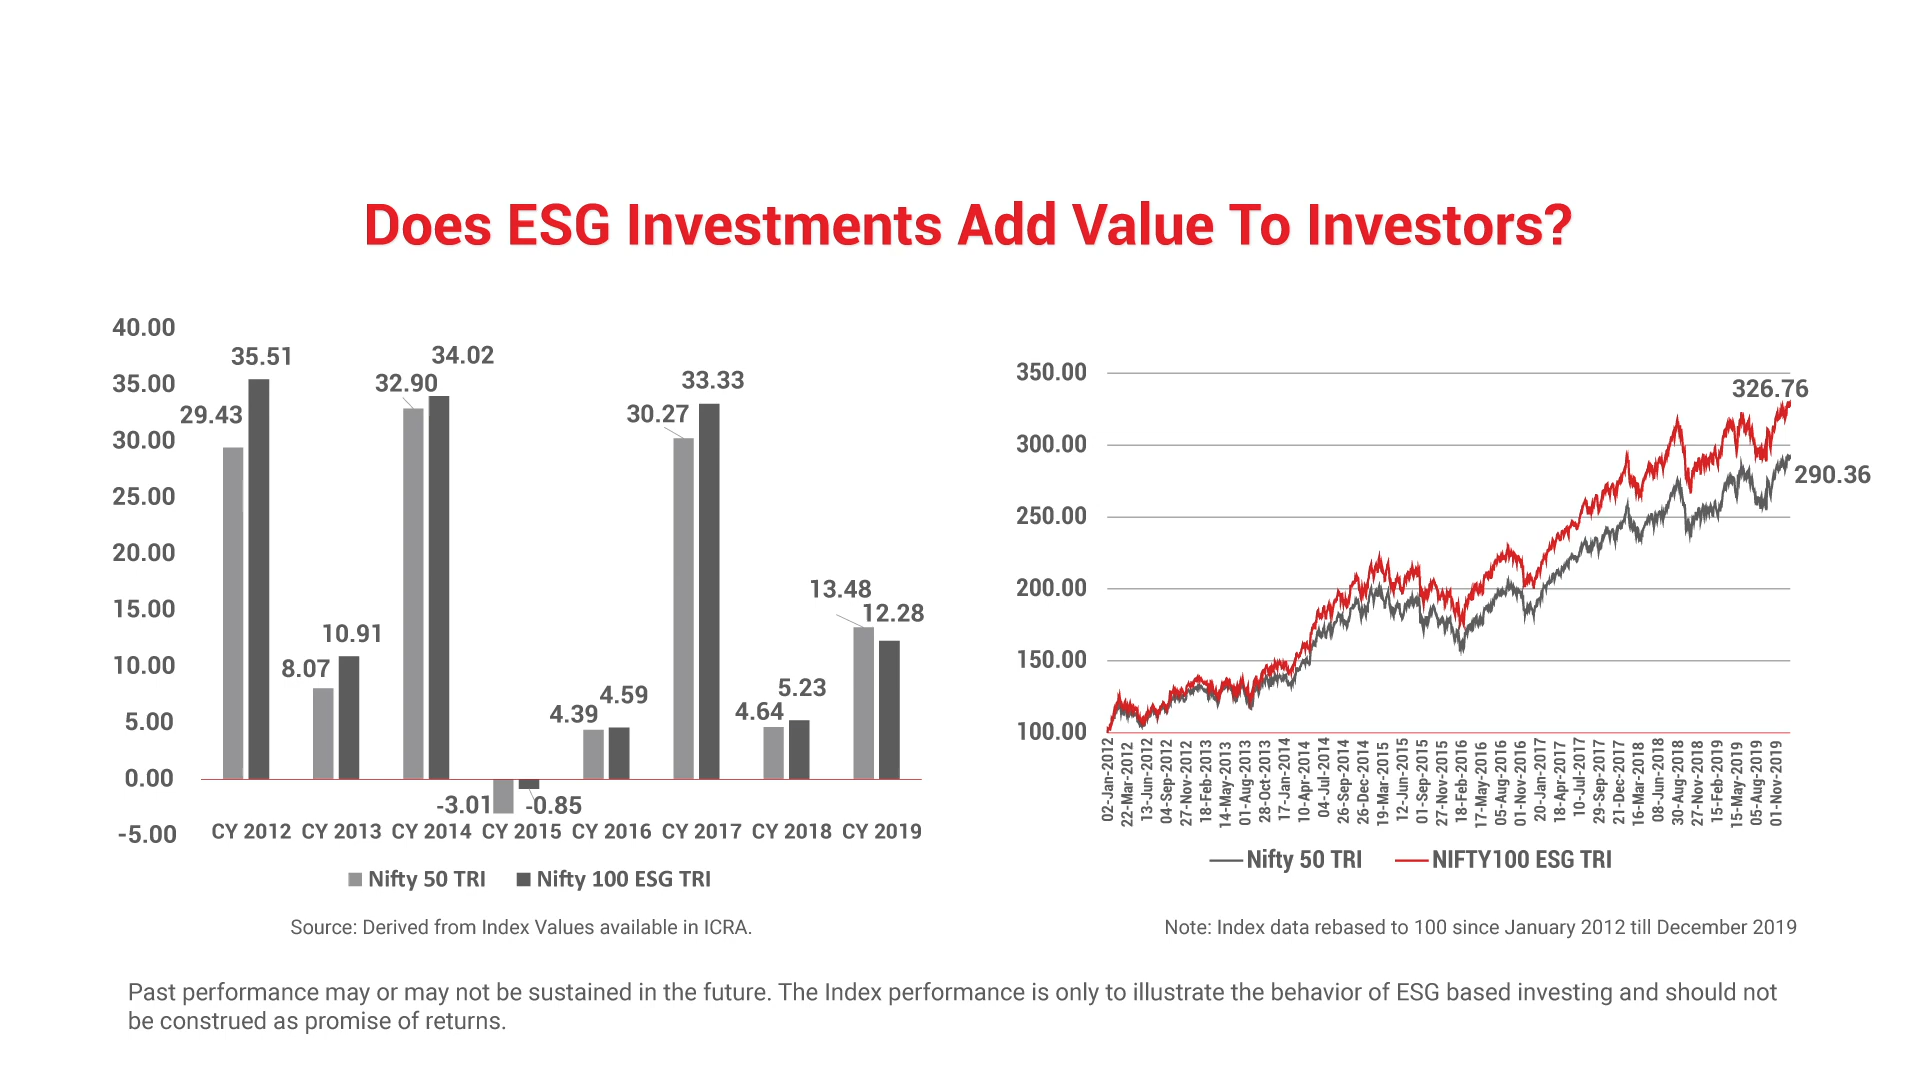 Does ESG Investments Add Value To Investors?
40.00
35.00
30.00
25.00
20.00
15.00
10.00
5.00
0.00
-5.00
29.43
35.51
8.07
10.91
32.90
34.02
-3.01
-0.85
4.39
4.59
30.27
33.33
4.64
5.23
13.48
12.28
CY 2012 CY 2013 CY 2014 CY 2015 CY 2016 CY 2017 CY 2018 CY 2019
Nifty 50 TRI Nifty 100 ESG TRI
Source: Derived from Index Values available in ICRA.
350.00
300.00
250.00
200.00
150.00
100.00
326.76
290.36
02-Jan-2012
22-Mar-2012
13-Jun-2012
04-Sep-2012
27-Nov-2012
18-Feb-2013
14-May-2013
01-Aug-2013
28-Oct-2013
17-Jan-2014
10-Apr-2014
04-Jul-2014
26-Sep-2014
26-Dec-2014
19-Mar-2015
12-Jun-2015
01-Sep-2015
27-Nov-2015
18-Feb-2016
17-May-2016
05-Aug-2016
01-Nov-2016
20-Jan-2017
18-Apr-2017
10-Jul-2017
29-Sep-2017
21-Dec-2017
16-Mar-2018
08-Jun-2018
30-Aug-2018
27-Nov-2018
15-Feb-2019
15-May-2019
05-Aug-2019
01-Nov-2019
Nifty 50 TRI NIFTY100 ESG TRI
Note: Index data rebased to 100 since January 2012 till December 2019
Past performance may or may not be sustained in the future. The Index performance is only to illustrate the behavior of ESG based investing and should not
be construed as promise of returns.